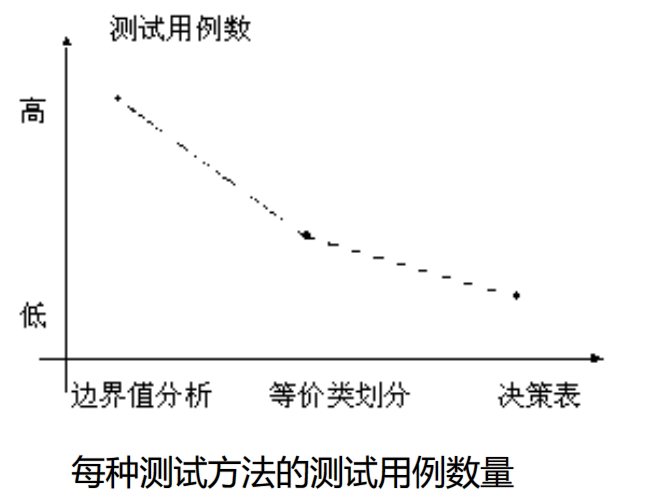 测试用例数
高
低
边界值分析 等价类划分 决策表
每种测试方法的测试用例数量